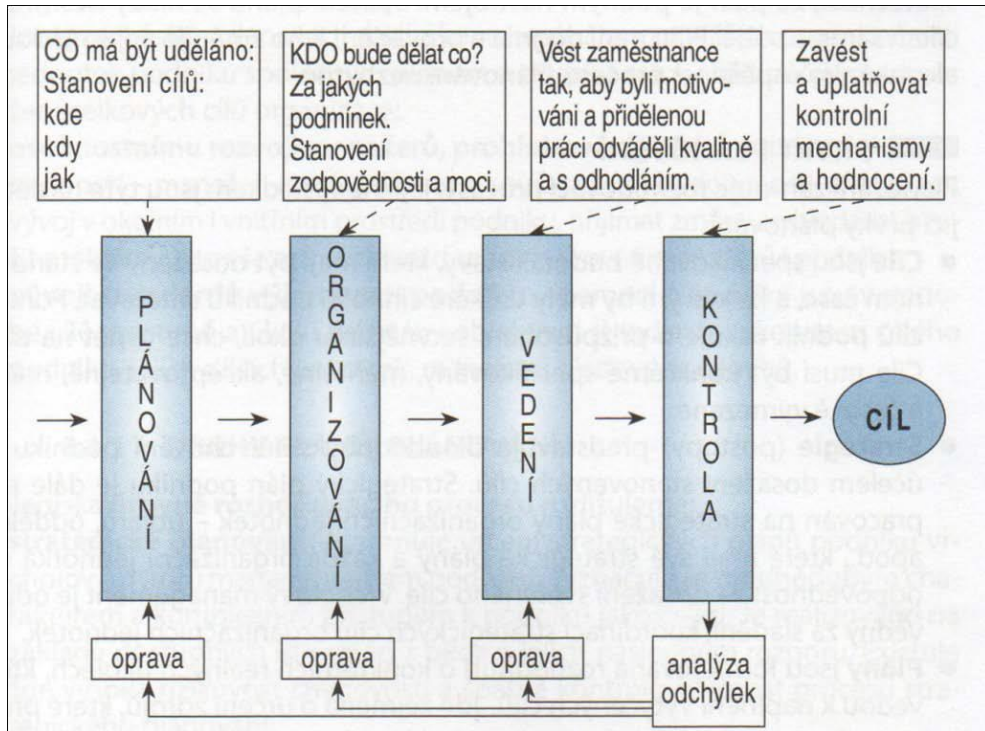 CO má být uděláno:
Stanovení cílů:
kde
kdy
jak
KDO bude dělat co?
Za jakých
podmínek.
Stanovení
zodpovědnosti a moci.
Vést zaměstnance
tak, aby byli motivo-
váni a přidělenou
práci odváděli kvalitně
i s odhodláním.
Zavést
a uplatňovat
kontrolní
mechanismy
a hodnocení.
PÁNOVÁNÍ
ORGANIZOVÁNÍ
VEDENÍ
KONTROLA
CÍL
oprava
oprava
oprava
analýza
odchylek